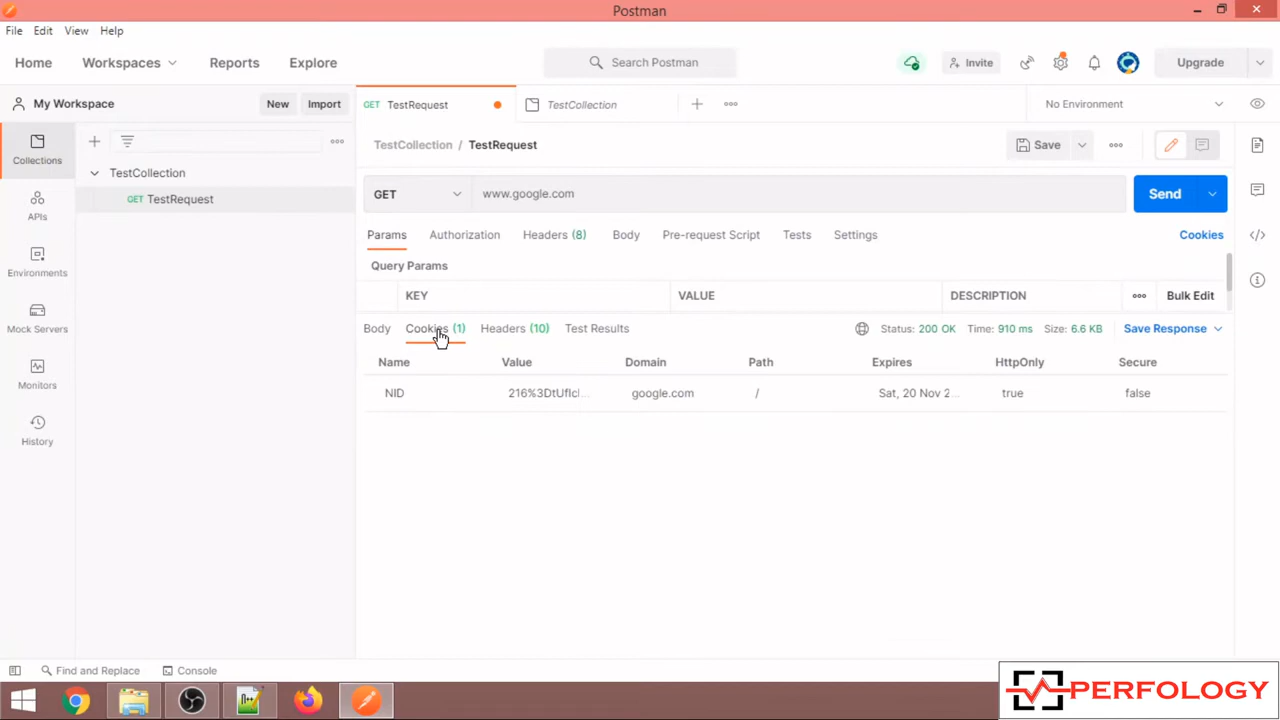 Postman
File Edit View Help
Home Workspaces Reports Explore Search Postman Invite Upgrade
My Workspace New Import GET TestRequest TestCollection No Environment
Collections
APIs
Environments
Mock Servers
Monitors
History
TestCollection
GET TestRequest
TestCollection / TestRequest Save
GET www.google.com Send
Params Authorization Headers (8) Body Pre-request Script Tests Settings Cookies
Query Params
KEY VALUE DESCRIPTION Bulk Edit
Body Cookies (1) Headers (10) Test Results Status: 200 OK Time: 910 ms Size: 6.6 KB Save Response
Name Value Domain Path Expires HttpOnly Secure
NID google.com / Sat, 20 Nov 2... true false
Find and Replace Console
PERFOLOGY